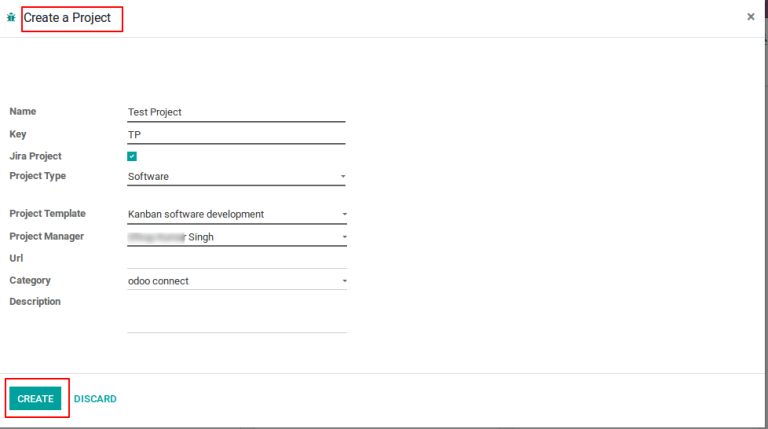 Create a Project
×
Name Test Project
Key TP
Jira Project
Project Type Software
Project Template Kanban software development
Project Manager Singh
Url
Category odoo connect
Description
CREATE DISCARD